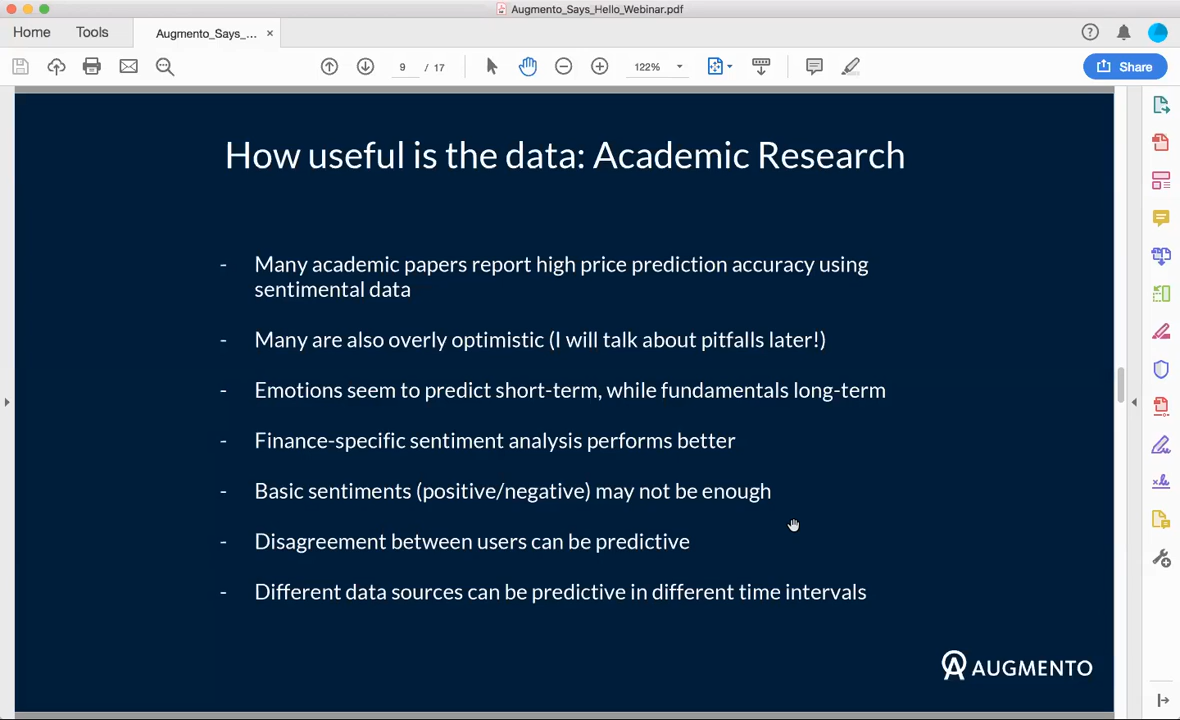 Augmento_Says_Hello_Webinar.pdf
Home
Tools
Augmento_Says_...
×
9 / 17
122%
Share
How useful is the data: Academic Research
- Many academic papers report high price prediction accuracy using
sentimental data
- Many are also overly optimistic (I will talk about pitfalls later!)
- Emotions seem to predict short-term, while fundamentals long-term
- Finance-specific sentiment analysis performs better
- Basic sentiments (positive/negative) may not be enough
- Disagreement between users can be predictive
- Different data sources can be predictive in different time intervals
AUGMENTO